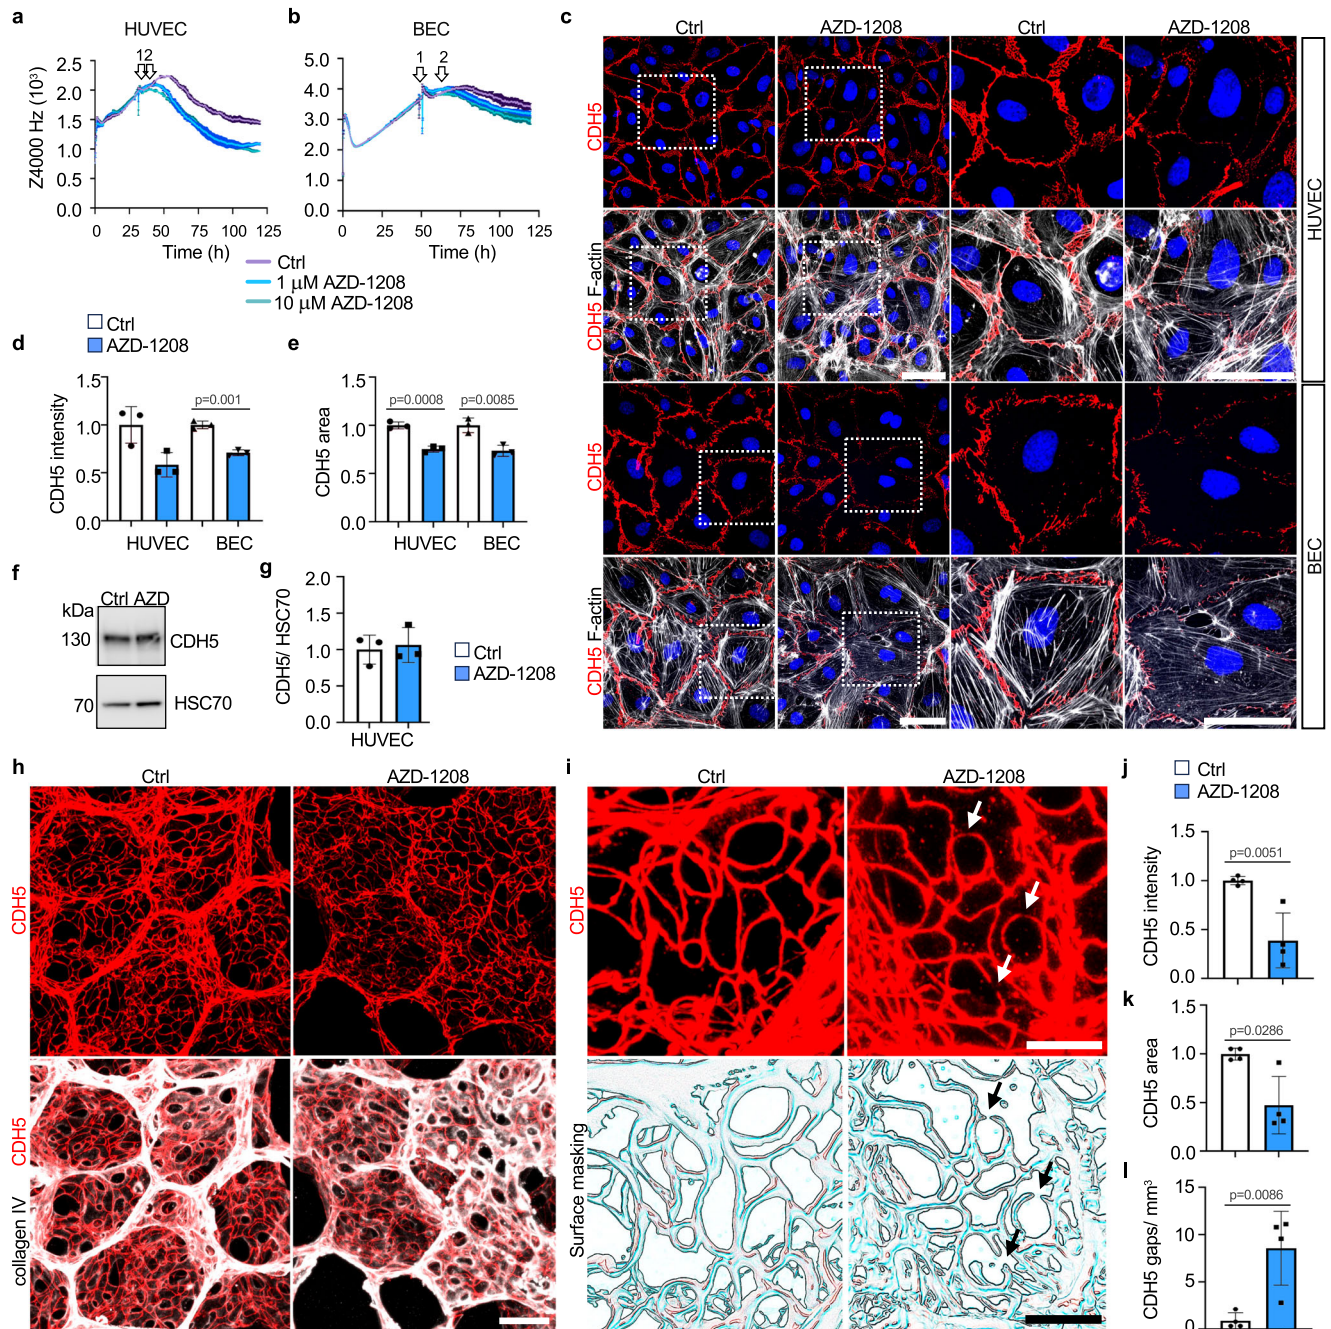 a
HUVEC
12
Z4000 Hz (10³)
2.5
2.0
1.5
1.0
0.5
0.0
0 25 50 75 100 125
Time (h)
b
BEC
1 2
5.0
4.0
3.0
2.0
1.0
0.0
0 25 50 75 100 125
Time (h)
Ctrl
1 μM AZD-1208
10 μM AZD-1208
c
Ctrl AZD-1208 Ctrl AZD-1208
CDH5
CDH5 F-actin
HUVEC
CDH5
CDH5 F-actin
BEC
Ctrl
AZD-1208
d
CDH5 intensity
1.5
1.0
0.5
0.0
p=0.001
HUVEC BEC
e
CDH5 area
1.5
1.0
0.5
0.0
p=0.0008 p=0.0085
HUVEC BEC
f
Ctrl AZD
kDa
130 CDH5
70 HSC70
g
CDH5/ HSC70
2.0
1.5
1.0
0.5
0.0
HUVEC
Ctrl
AZD-1208
h
Ctrl AZD-1208
CDH5
CDH5
collagen IV
i
Ctrl AZD-1208
CDH5
Surface masking
j
Ctrl
AZD-1208
CDH5 intensity
1.5
1.0
0.5
0.0
p=0.0051
k
CDH5 area
1.5
1.0
0.5
0.0
p=0.0286
l
CDH5 gaps/ mm³
15
10
5
0
p=0.0086